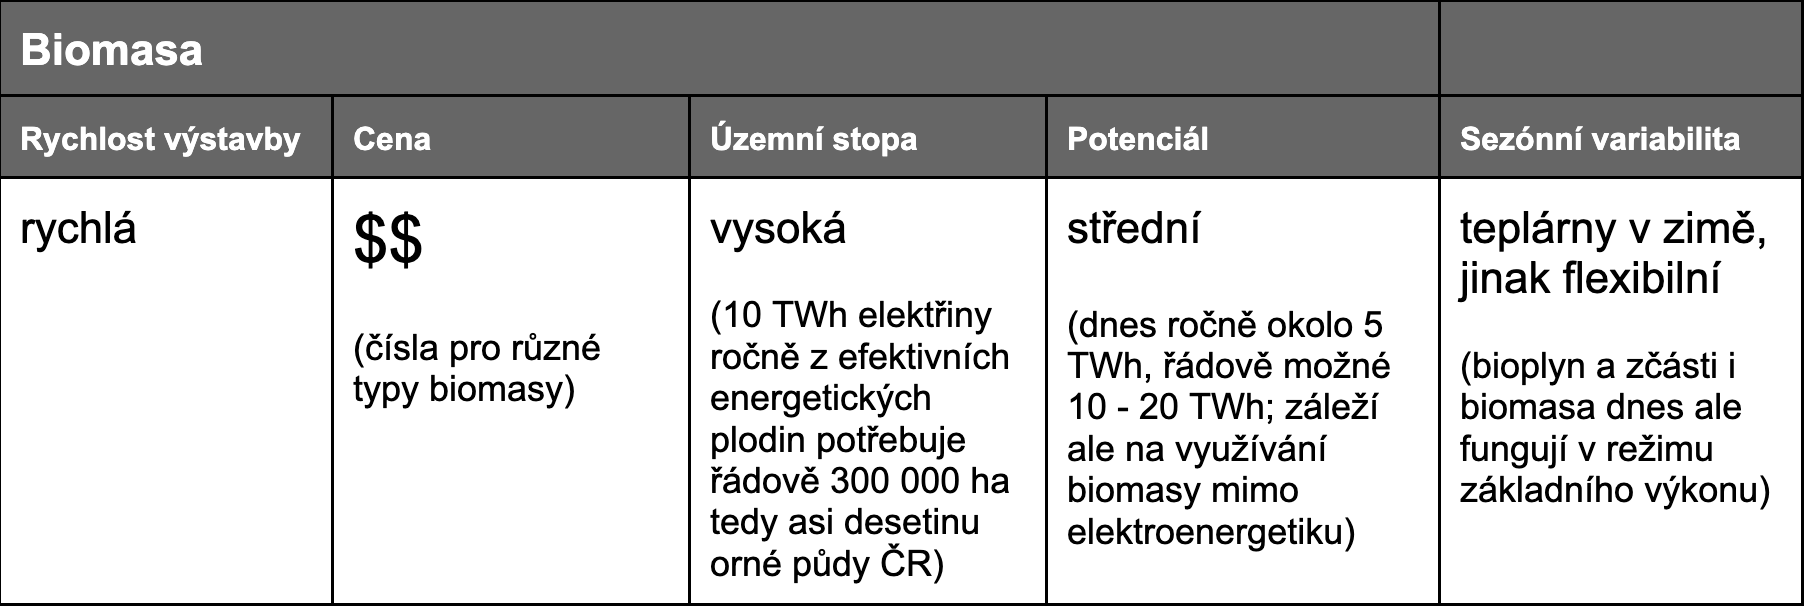 Biomasa
Rychlost výstavby
Cena
Územní stopa
Potenciál
Sezónní variabilita
rychlá
$$
(čísla pro různé
typy biomasy)
vysoká
(10 TWh elektřiny
ročně z efektivních
energetických
plodin potřebuje
řádově 300 000 ha
tedy asi desetinu
orné půdy ČR)
střední
(dnes ročně okolo 5
TWh, řádově možné
10 - 20 TWh; záleží
ale na využívání
biomasy mimo
elektroenergetiku)
teplárny v zimě,
jinak flexibilní
(bioplyn a zčásti i
biomasa dnes ale
fungují v režimu
základního výkonu)